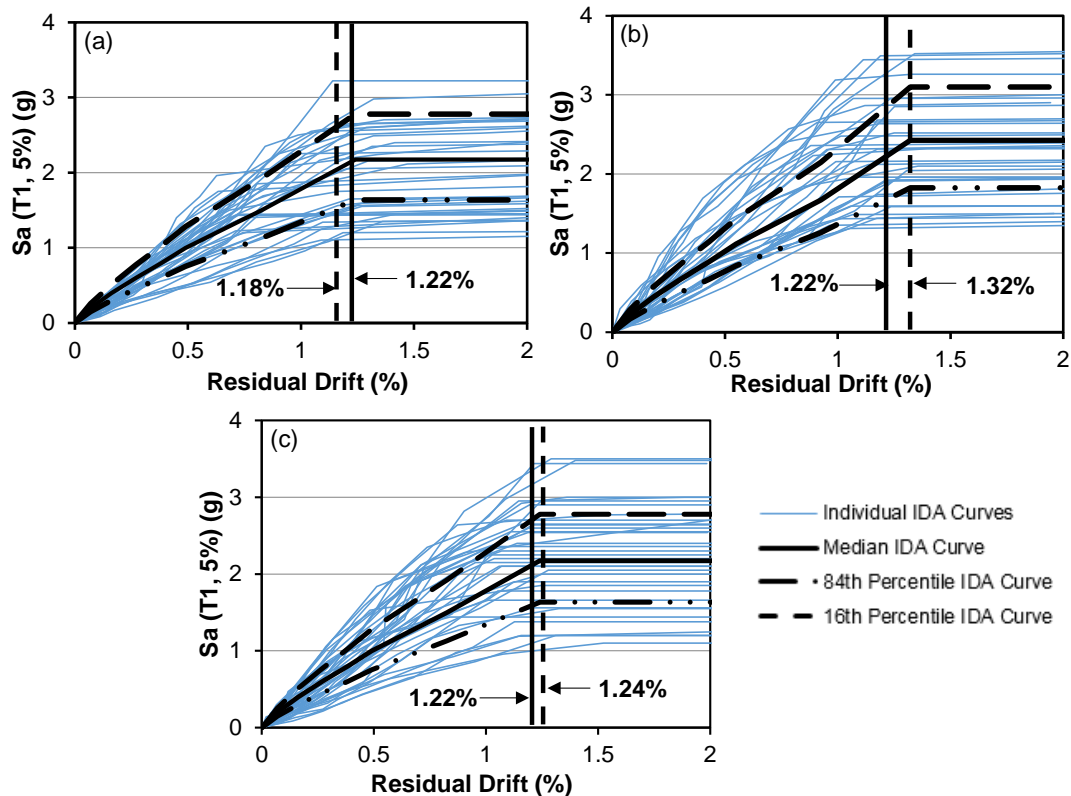 (a)
Sa (T1, 5%) (g)
4
3
2
1
0
1.18%
1.22%
0
0.5
1
1.5
2
Residual Drift (%)
(b)
Sa (T1, 5%) (g)
4
3
2
1
0
1.22%
1.32%
0
0.5
1
1.5
2
Residual Drift (%)
(c)
Sa (T1, 5%) (g)
4
3
2
1
0
1.22%
1.24%
0
0.5
1
1.5
2
Residual Drift (%)
Individual IDA Curves
Median IDA Curve
84th Percentile IDA Curve
16th Percentile IDA Curve